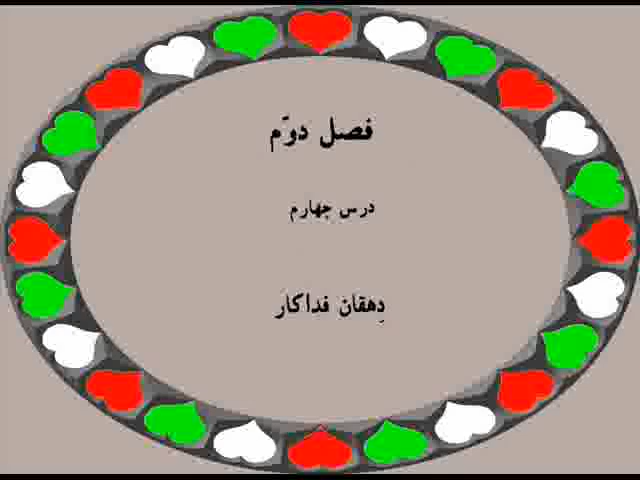 فصل دوّم
درس چهارم
دِهقان فداکار